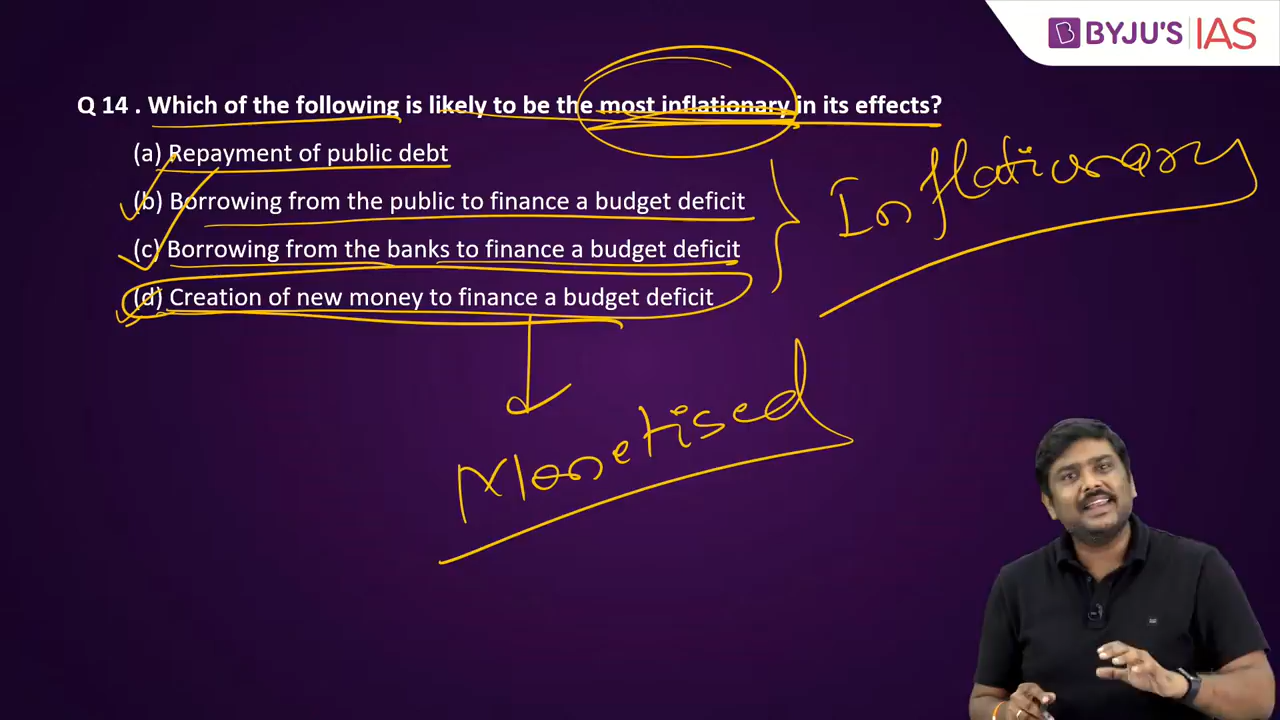 BYJU'S IAS
Q 14 . Which of the following is likely to be the most inflationary in its effects?
(a) Repayment of public debt
(b) Borrowing from the public to finance a budget deficit
(c) Borrowing from the banks to finance a budget deficit
(d) Creation of new money to finance a budget deficit
Inflationary
Monetised